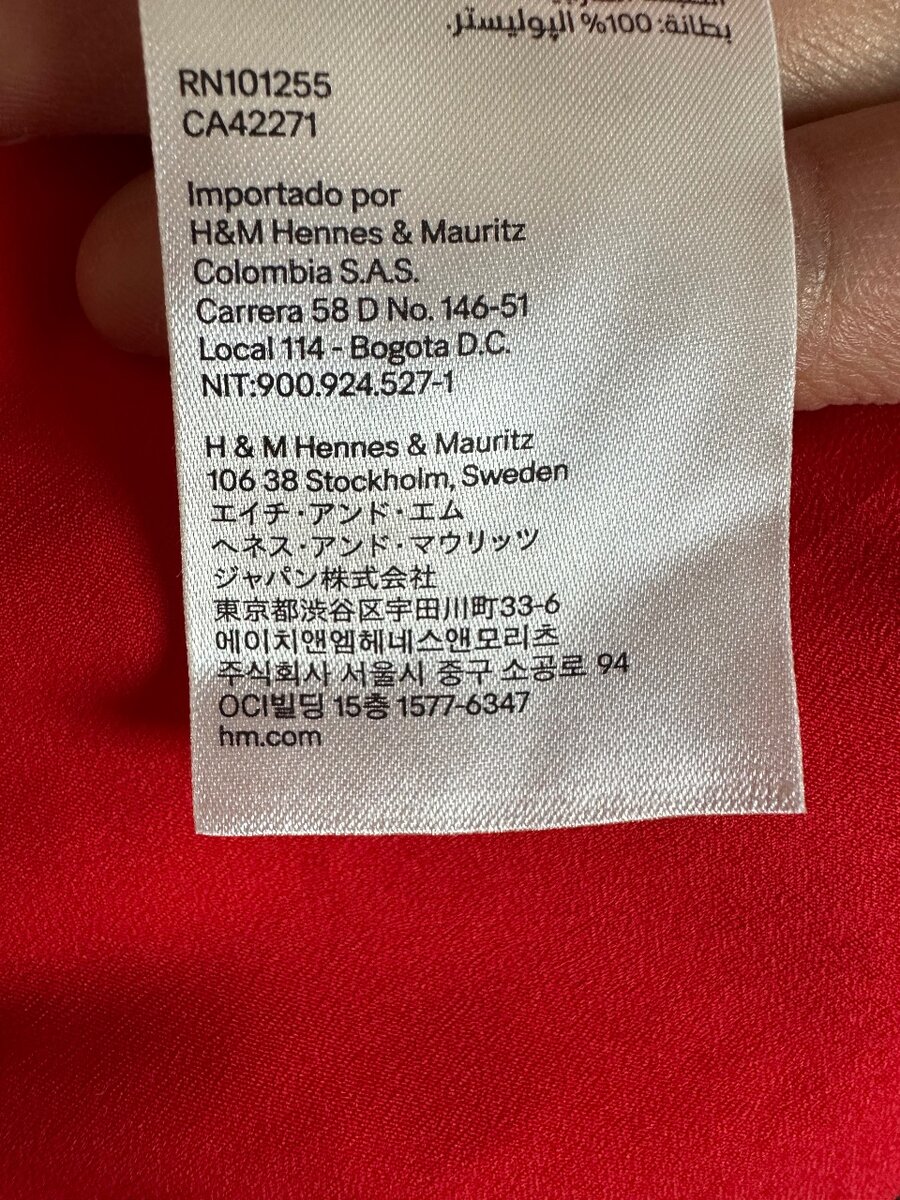 بطانة: 100% البوليستر.
RN101255
CA42271
Importado por
H&M Hennes & Mauritz
Colombia S.A.S.
Carrera 58 D No. 146-51
Local 114 - Bogota D.C.
NIT:900.924.527-1
H & M Hennes & Mauritz
106 38 Stockholm, Sweden
エイチ・アンド・エム
ヘネス・アンド・マウリッツ
ジャパン株式会社
東京都渋谷区宇田川町33-6
에이치앤엠헤네스앤모리츠
주식회사 서울시 중구 소공로 94
OCI빌딩 15층 1577-6347
hm.com